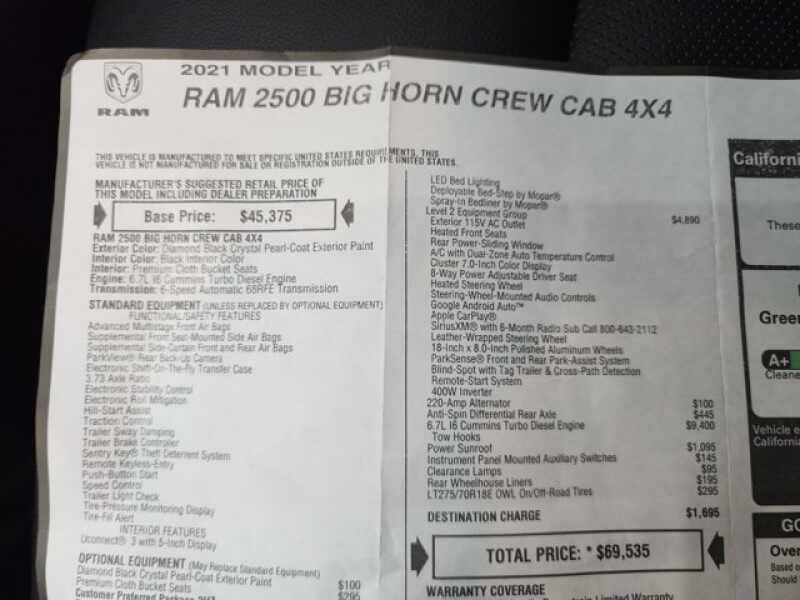 2021 MODEL YEAR
RAM 2500 BIG HORN CREW CAB 4X4
RAM
THIS VEHICLE IS MANUFACTURED TO MEET SPECIFIC UNITED STATES REQUIREMENTS. THIS
VEHICLE IS NOT MANUFACTURED FOR SALE OR REGISTRATION OUTSIDE OF THE UNITED STATES.
MANUFACTURER'S SUGGESTED RETAIL PRICE OF
THIS MODEL INCLUDING DEALER PREPARATION
Base Price: $45,375
RAM 2500 BIG HORN CREW CAB 4X4
Exterior Color: Diamond Black Crystal Pearl-Coat Exterior Paint
Interior Color: Black Interior Color
Interior: Premium Cloth Bucket Seats
Engine: 6.7L I6 Cummins Turbo Diesel Engine
Transmission: 6-Speed Automatic 68RFE Transmission
STANDARD EQUIPMENT (UNLESS REPLACED BY OPTIONAL EQUIPMENT)
FUNCTIONAL/SAFETY FEATURES
Advanced Multistage Front Air Bags
Supplemental Front Seat-Mounted Side Air Bags
Supplemental Side-Curtain Front and Rear Air Bags
ParkView® Rear Back-Up Camera
Electronic Shift-On-The-Fly Transfer Case
3.73 Axle Ratio
Electronic Stability Control
Electronic Roll Mitigation
Hill-Start Assist
Traction Control
Trailer Sway Damping
Trailer Brake Controller
Sentry Key® Theft Deterrent System
Remote Keyless-Entry
Push-Button Start
Speed Control
Trailer Light Check
Tire-Pressure Monitoring Display
Tire-Fill Alert
INTERIOR FEATURES
Uconnect® 3 with 5-Inch Display
OPTIONAL EQUIPMENT (May Replace Standard Equipment)
Diamond Black Crystal Pearl-Coat Exterior Paint $100
Premium Cloth Bucket Seats $295
Customer Preferred Package
LED Bed Lighting
Deployable Bed-Step by Mopar®
Spray-In Bedliner by Mopar®
Level 2 Equipment Group $4,890
Exterior 115V AC Outlet
Heated Front Seats
Rear Power-Sliding Window
A/C with Dual-Zone Auto Temperature Control
Cluster 7.0-Inch Color Display
8-Way Power Adjustable Driver Seat
Heated Steering Wheel
Steering-Wheel-Mounted Audio Controls
Google Android Auto™
Apple CarPlay®
SiriusXM® with 6-Month Radio Sub Call 800-643-2112
Leather-Wrapped Steering Wheel
18-Inch x 8.0-Inch Polished Aluminum Wheels
ParkSense® Front and Rear Park-Assist System
Blind-Spot with Tag Trailer & Cross-Path Detection
Remote-Start System
400W Inverter
220-Amp Alternator $100
Anti-Spin Differential Rear Axle $445
6.7L I6 Cummins Turbo Diesel Engine $9,400
Tow Hooks
Power Sunroof $1,095
Instrument Panel Mounted Auxiliary Switches $145
Clearance Lamps $95
Rear Wheelhouse Liners $195
LT275/70R18E OWL On/Off-Road Tires $295
DESTINATION CHARGE $1,695
TOTAL PRICE: * $69,535
WARRANTY COVERAGE
Limited Warranty
California
These
Green
A+
Cleane
Vehicle e
California
GO
Over
Based o
Should